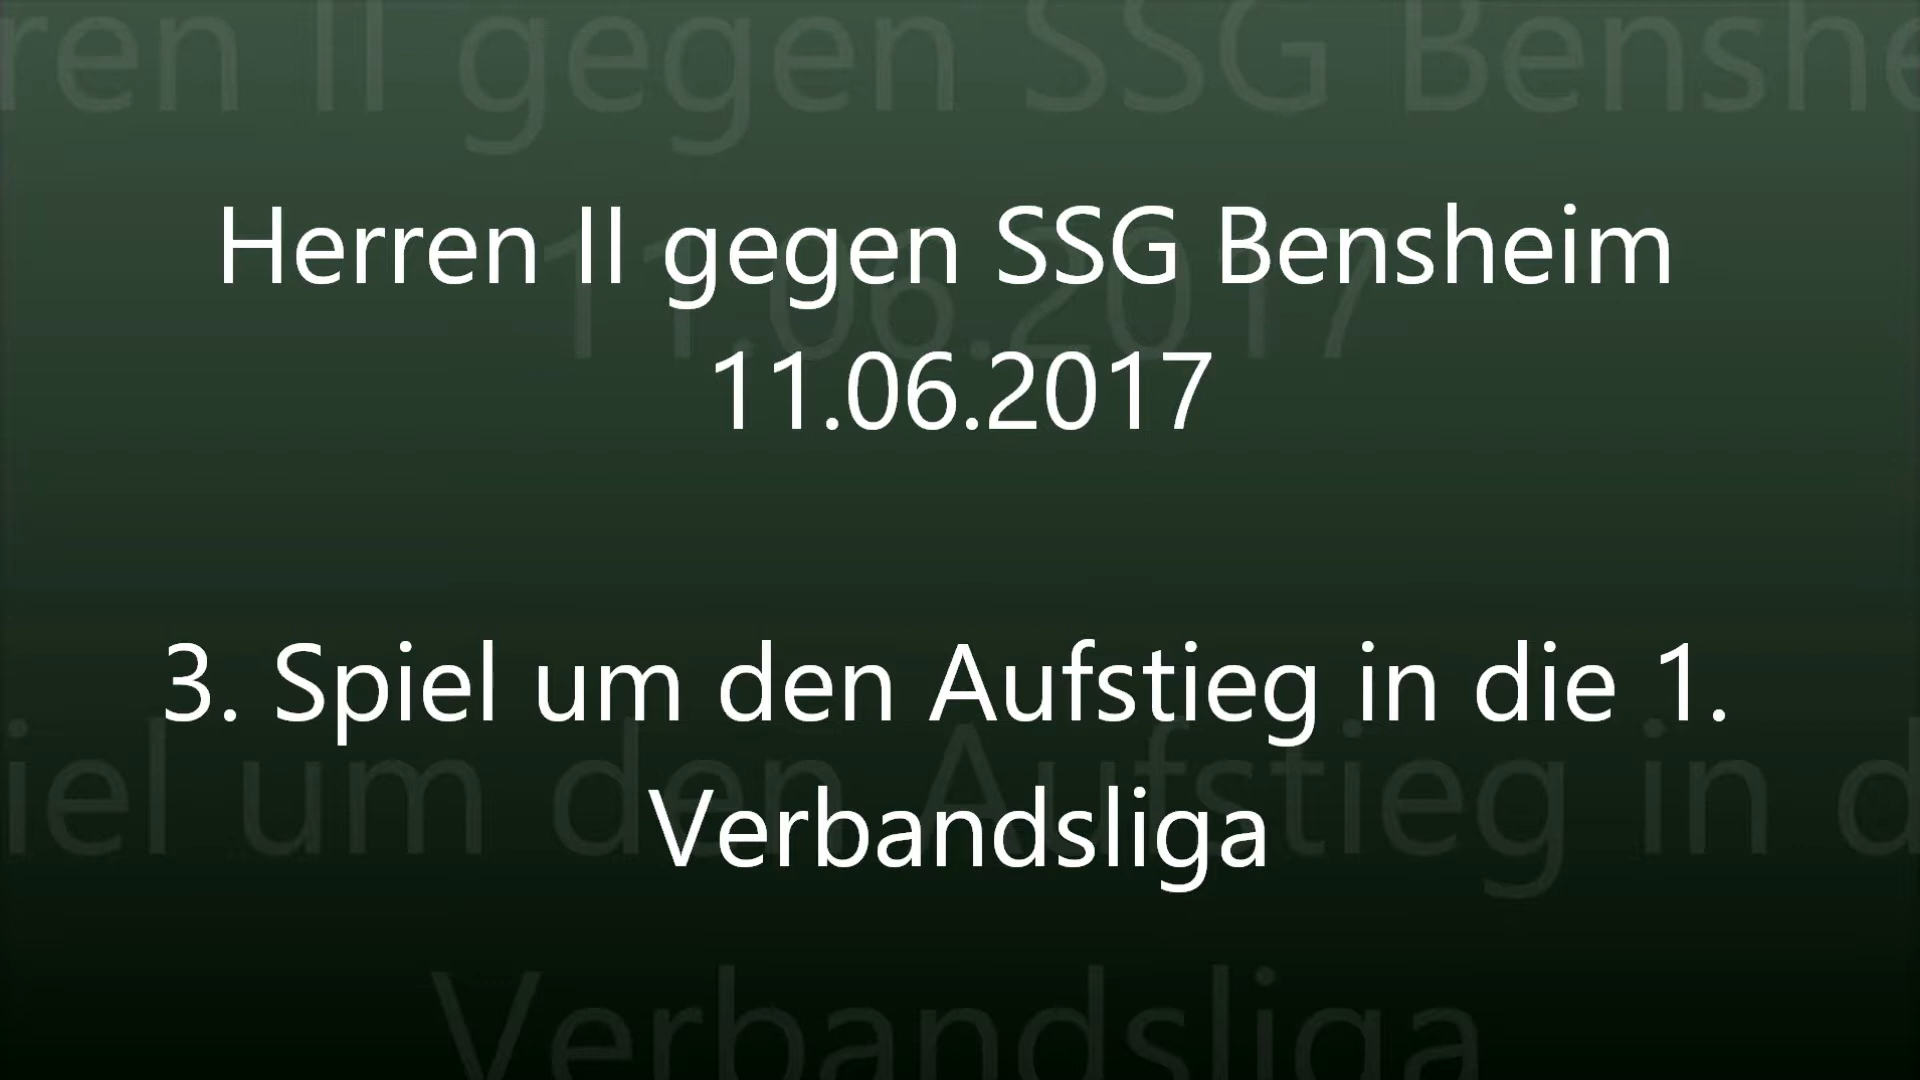 Herren II gegen SSG Bensheim
11.06.2017
3. Spiel um den Aufstieg in die 1.
Verbandsliga